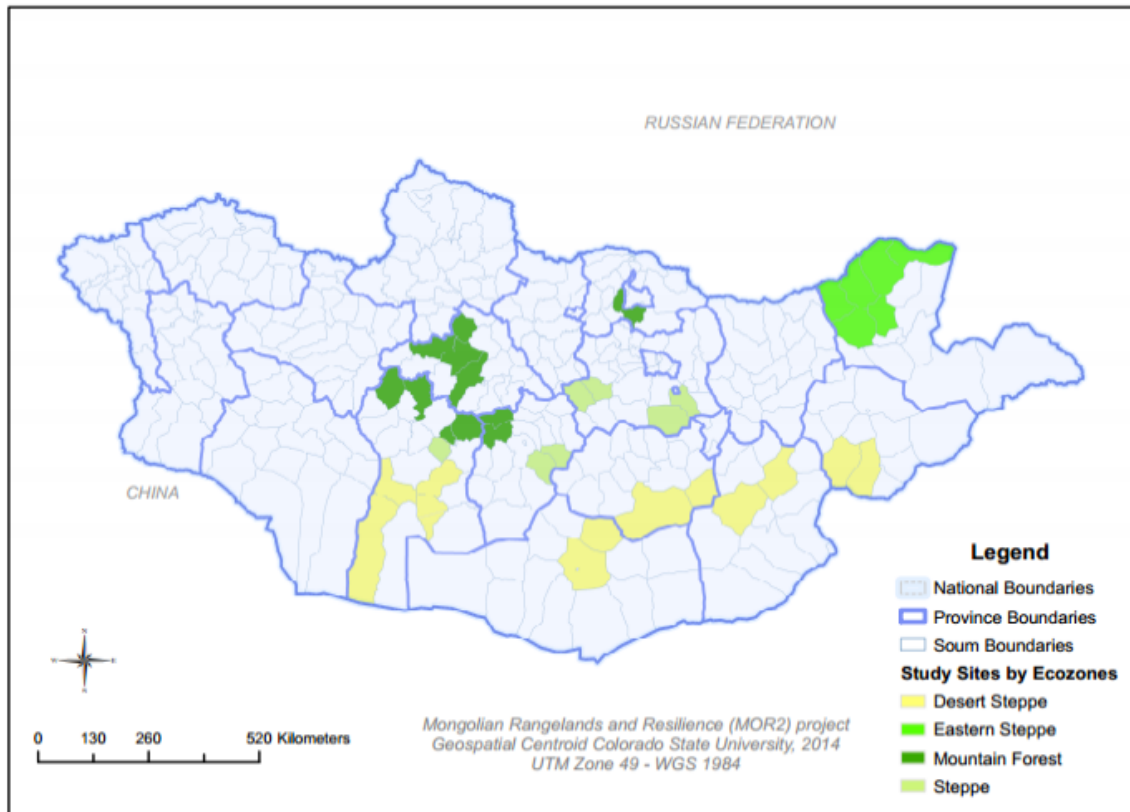 RUSSIAN FEDERATION
CHINA
Legend
National Boundaries
Province Boundaries
Soum Boundaries
Study Sites by Ecozones
Desert Steppe
Eastern Steppe
Mountain Forest
Steppe
N
W E
S
0 130 260 520 Kilometers
Mongolian Rangelands and Resilience (MOR2) project
Geospatial Centroid Colorado State University, 2014
UTM Zone 49 - WGS 1984